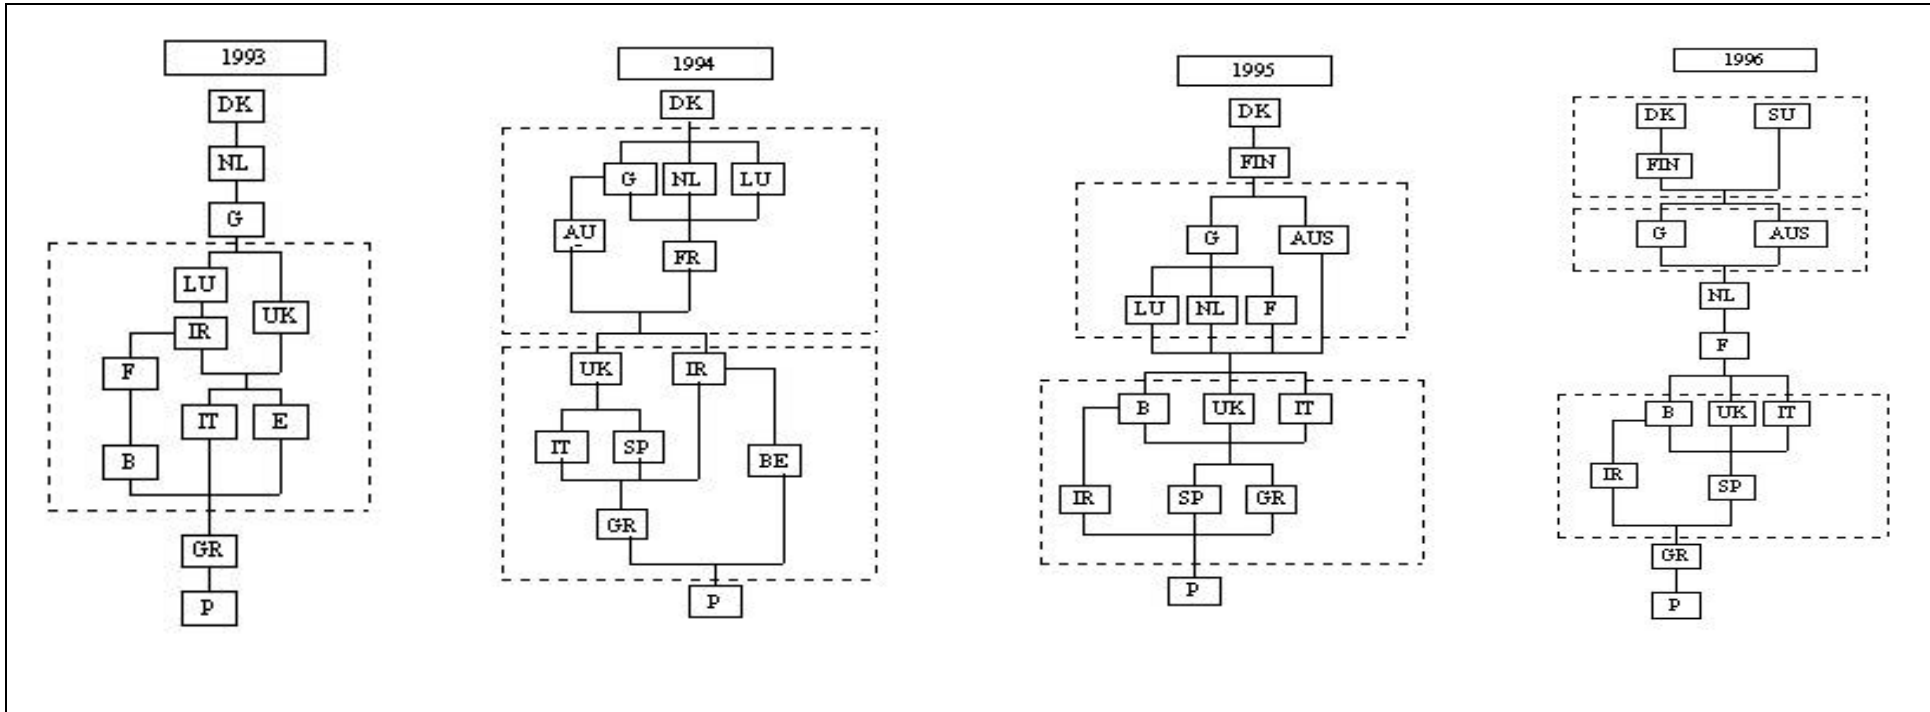 1993
DK
NL
G
LU
UK
IR
F
IT
E
B
GR
P
1994
DK
G
NL
LU
AU
FR
UK
IR
IT
SP
BE
GR
P
1995
DK
FIN
G
AUS
LU
NL
F
B
UK
IT
IR
SP
GR
P
1996
DK
SU
FIN
G
AUS
NL
F
B
UK
IT
IR
SP
GR
P